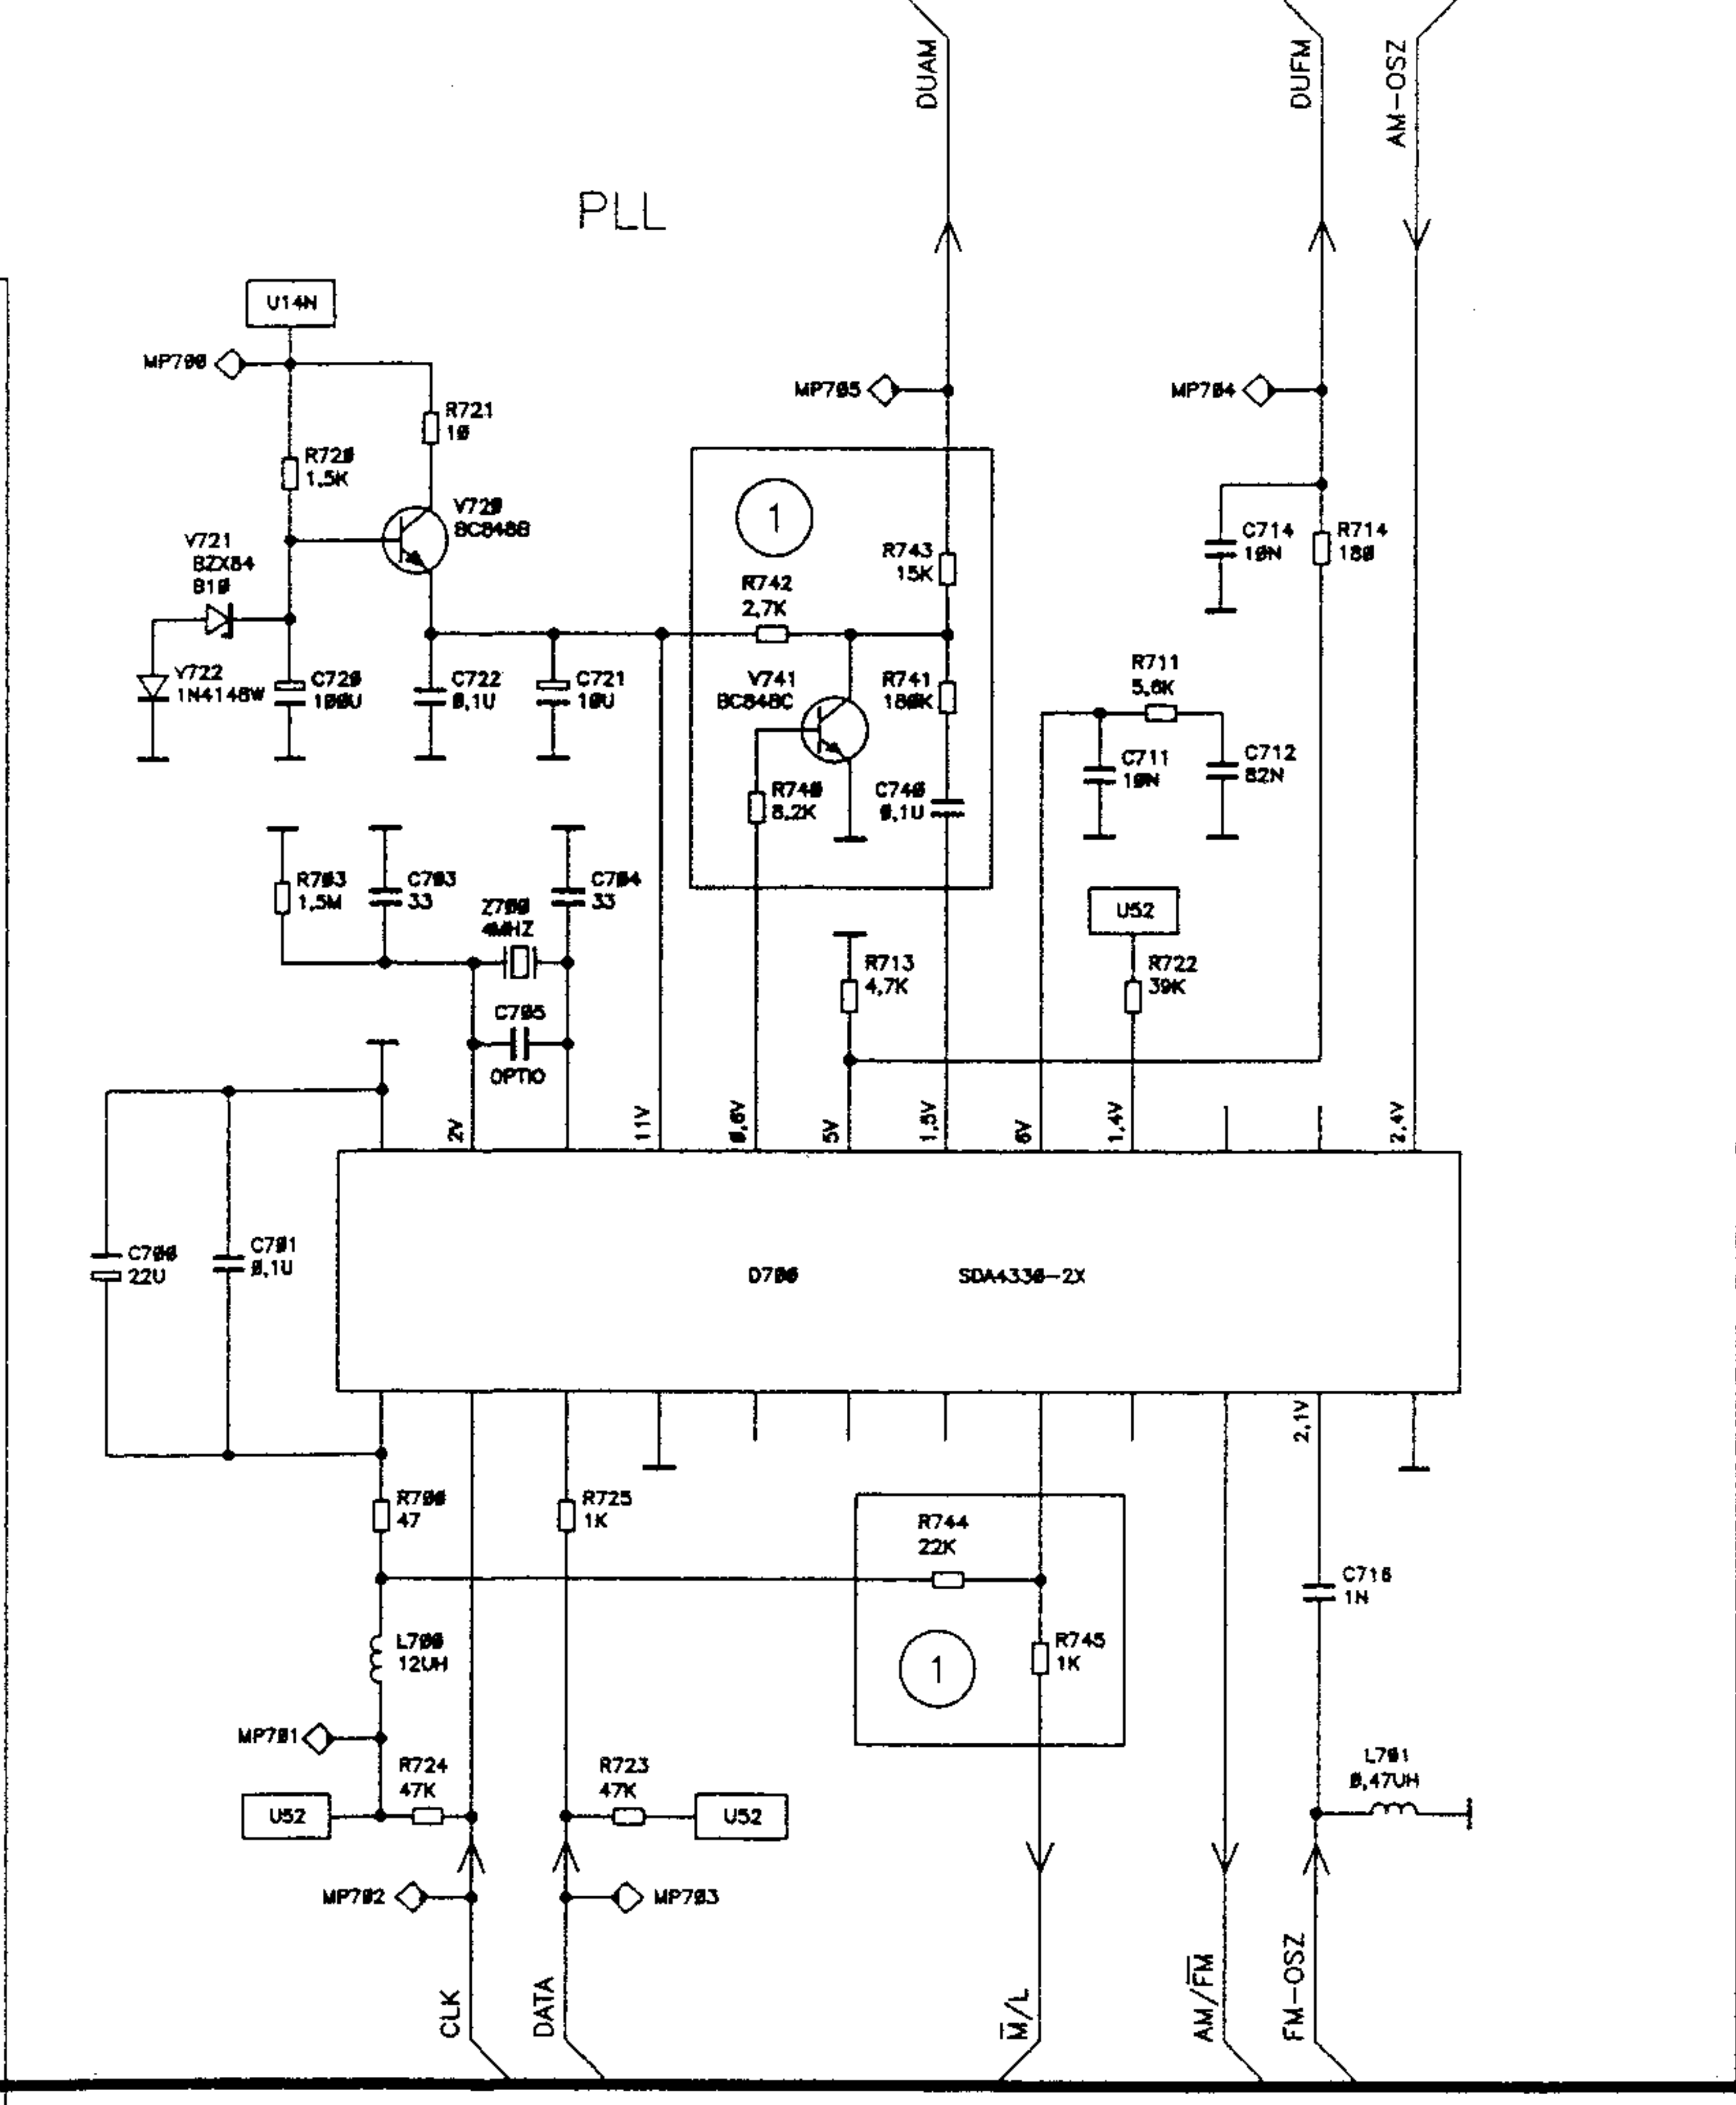 DUAM
DUFM
AM-OSZ
PLL
U14N
MP700
MP705
MP704
R721
10
R720
1,5K
V720
BC848B
1
C714
10N
R714
180
V721
BZX84
B10
R743
15K
R742
2,7K
V722
1N4148W
C720
100U
C722
0,1U
C721
10U
V741
BC848C
R741
180K
R711
5,6K
C711
10N
C712
82N
R740
8,2K
C740
0,1U
R703
1,5M
C703
33
C704
33
Z700
4MHZ
U52
R713
4,7K
R722
39K
C705
OPTIO
2V
11V
0,6V
5V
1,5V
6V
1,4V
2,4V
C700
22U
C701
0,1U
D700
SDA4330-2X
2,1V
R700
47
R725
1K
R744
22K
C716
1N
L700
12UH
1
R745
1K
MP701
R724
47K
R723
47K
L701
0,47UH
U52
U52
MP702
MP703
CLK
DATA
M̅/L
AM/F̅M̅
FM-OSZ